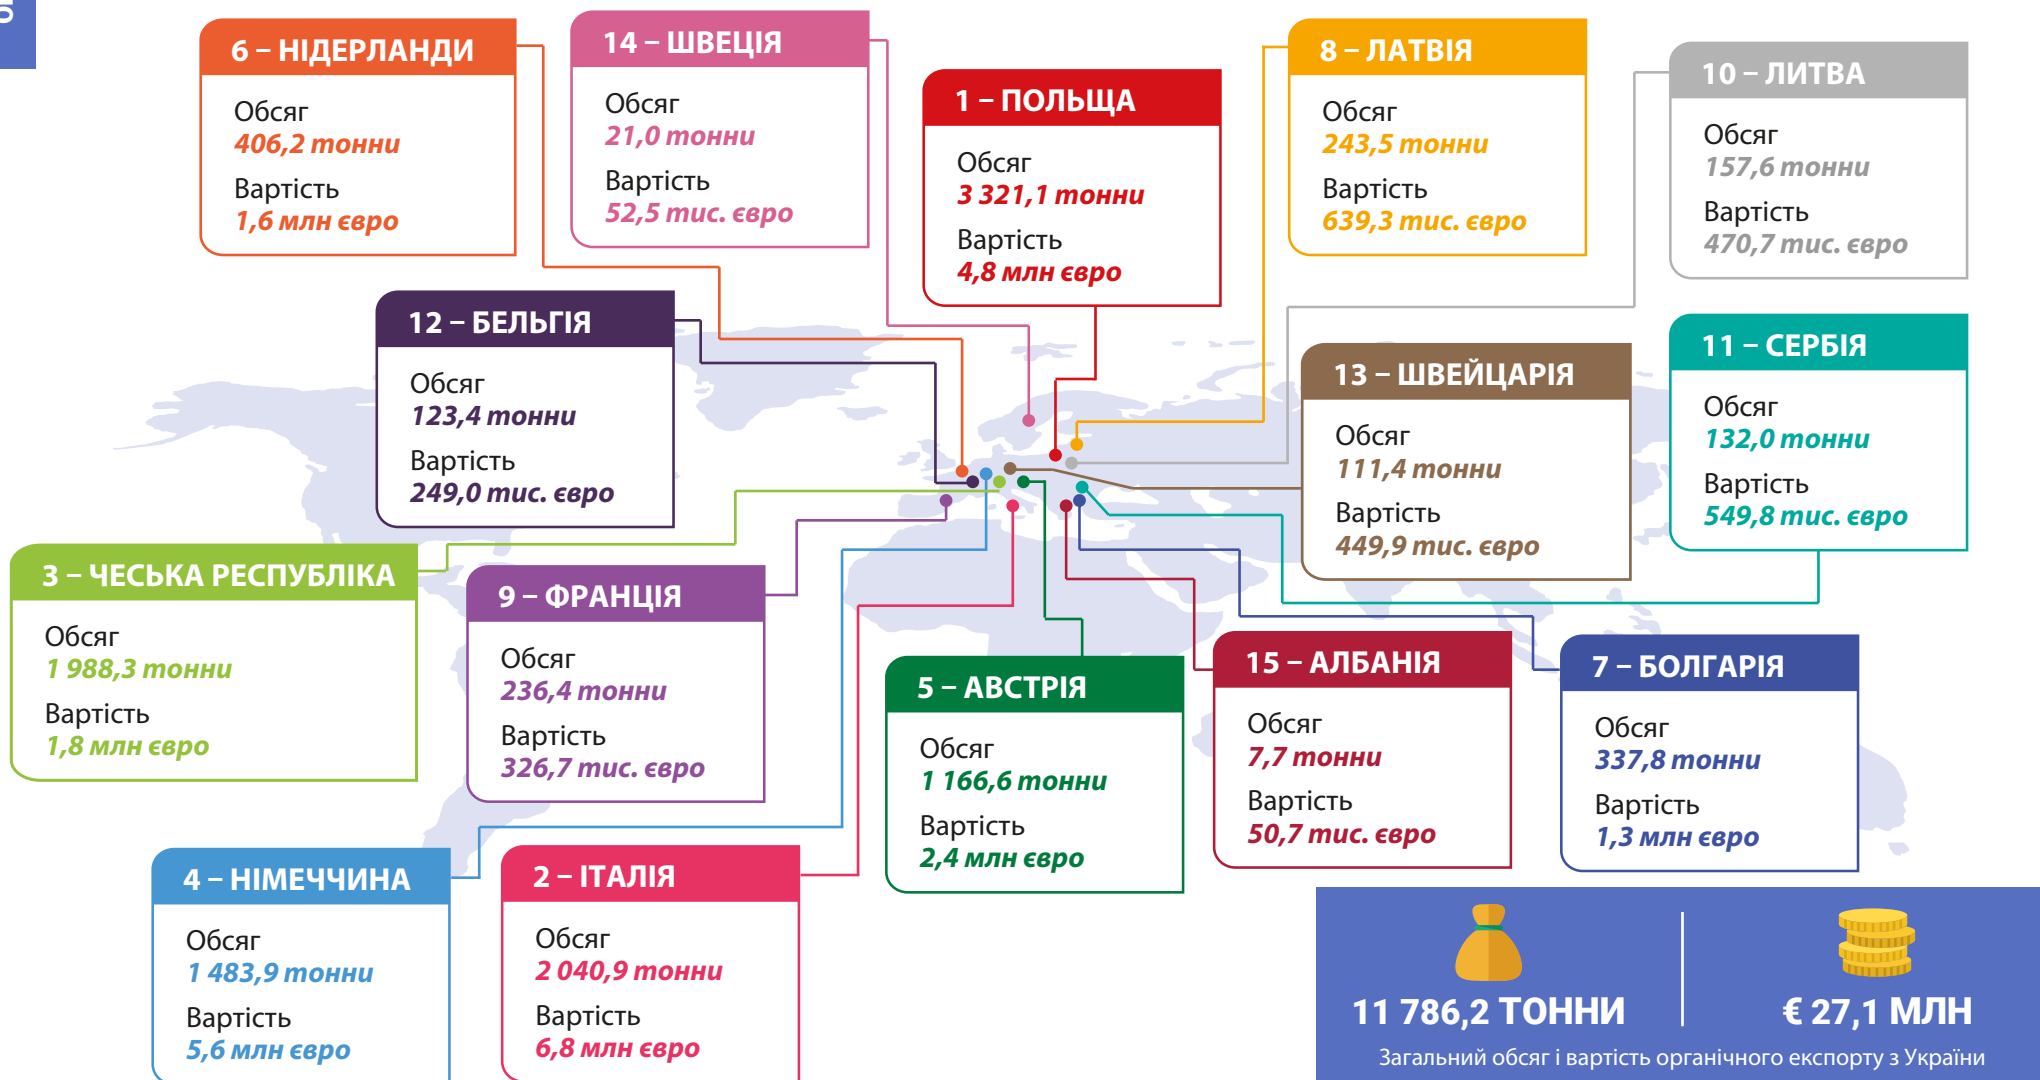 6 – НІДЕРЛАНДИ
Обсяг
406,2 тонни
Вартість
1,6 млн євро
14 – ШВЕЦІЯ
Обсяг
21,0 тонни
Вартість
52,5 тис. євро
1 – ПОЛЬЩА
Обсяг
3 321,1 тонни
Вартість
4,8 млн євро
8 – ЛАТВІЯ
Обсяг
243,5 тонни
Вартість
639,3 тис. євро
10 – ЛИТВА
Обсяг
157,6 тонни
Вартість
470,7 тис. євро
12 – БЕЛЬГІЯ
Обсяг
123,4 тонни
Вартість
249,0 тис. євро
13 – ШВЕЙЦАРІЯ
Обсяг
111,4 тонни
Вартість
449,9 тис. євро
11 – СЕРБІЯ
Обсяг
132,0 тонни
Вартість
549,8 тис. євро
3 – ЧЕСЬКА РЕСПУБЛІКА
Обсяг
1 988,3 тонни
Вартість
1,8 млн євро
9 – ФРАНЦІЯ
Обсяг
236,4 тонни
Вартість
326,7 тис. євро
5 – АВСТРІЯ
Обсяг
1 166,6 тонни
Вартість
2,4 млн євро
15 – АЛБАНІЯ
Обсяг
7,7 тонни
Вартість
50,7 тис. євро
7 – БОЛГАРІЯ
Обсяг
337,8 тонни
Вартість
1,3 млн євро
4 – НІМЕЧЧИНА
Обсяг
1 483,9 тонни
Вартість
5,6 млн євро
2 – ІТАЛІЯ
Обсяг
2 040,9 тонни
Вартість
6,8 млн євро
11 786,2 ТОННИ
€ 27,1 МЛН
Загальний обсяг і вартість органічного експорту з України